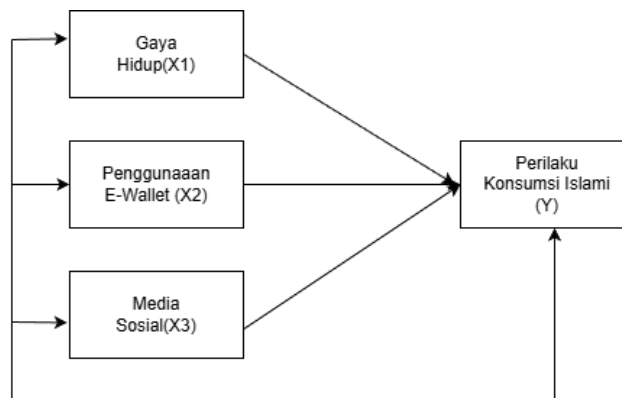 Gaya
Hidup(X1)
Penggunaaan
E-Wallet (X2)
Media
Sosial(X3)
Perilaku
Konsumsi Islami
(Y)